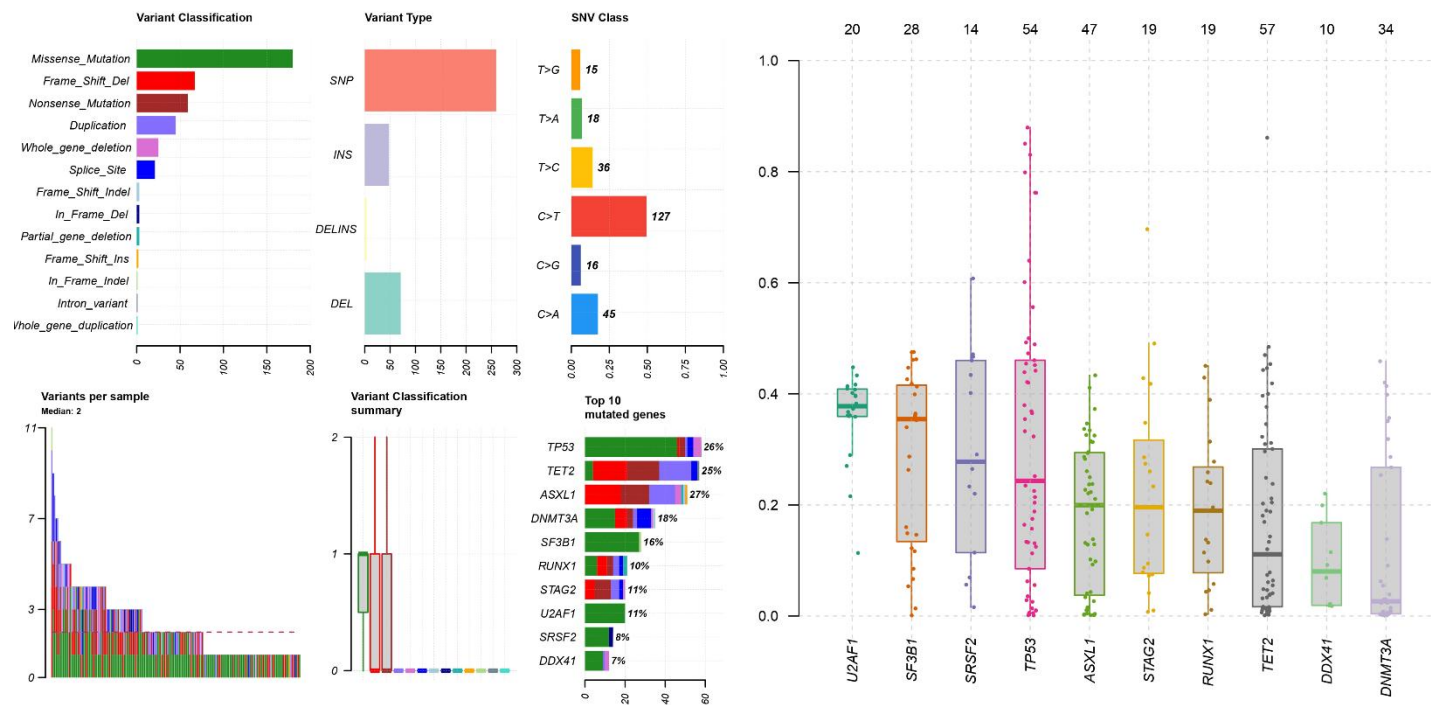 Variant Classification
Missense_Mutation
Frame_Shift_Del
Nonsense_Mutation
Duplication
Whole_gene_deletion
Splice_Site
Frame_Shift_Indel
In_Frame_Del
Partial_gene_deletion
Frame_Shift_Ins
In_Frame_Indel
Intron_variant
Whole_gene_duplication
0
50
100
150
200
Variant Type
SNP
INS
DELINS
DEL
0
50
100
150
200
250
300
SNV Class
T>G 15
T>A 18
T>C 36
C>T 127
C>G 16
C>A 45
0.00
0.25
0.50
0.75
1.00
Variants per sample
Median: 2
11
7
3
0
Variant Classification
summary
2
1
0
Top 10
mutated genes
TP53 26%
TET2 25%
ASXL1 27%
DNMT3A 18%
SF3B1 16%
RUNX1 10%
STAG2 11%
U2AF1 11%
SRSF2 8%
DDX41 7%
0
20
40
60
20 28 14 54 47 19 19 57 10 34
1.0
0.8
0.6
0.4
0.2
0.0
U2AF1
SF3B1
SRSF2
TP53
ASXL1
STAG2
RUNX1
TET2
DDX41
DNMT3A